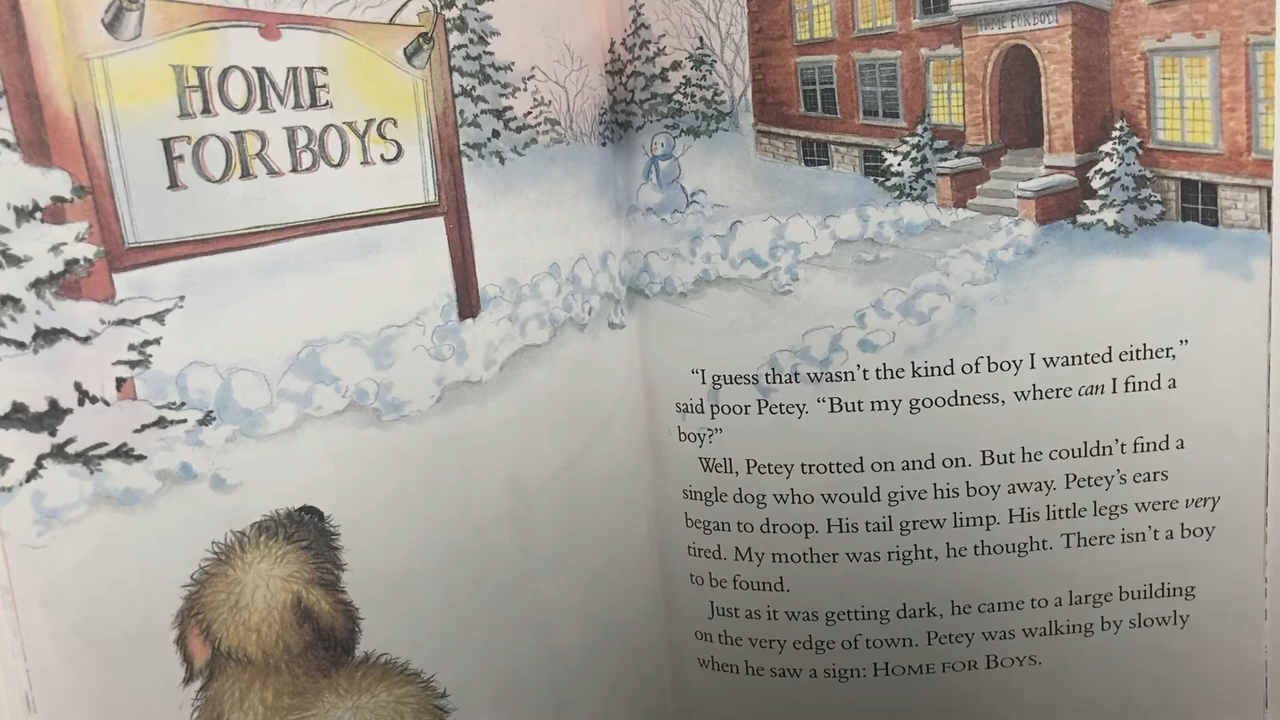 HOME
FOR BOYS
HOME FOR BOYS
“I guess that wasn’t the kind of boy I wanted either,”
said poor Petey. “But my goodness, where can I find a
boy?”
Well, Petey trotted on and on. But he couldn’t find a
single dog who would give his boy away. Petey’s ears
began to droop. His tail grew limp. His little legs were very
tired. My mother was right, he thought. There isn’t a boy
to be found.
Just as it was getting dark, he came to a large building
on the very edge of town. Petey was walking by slowly
when he saw a sign: HOME FOR BOYS.